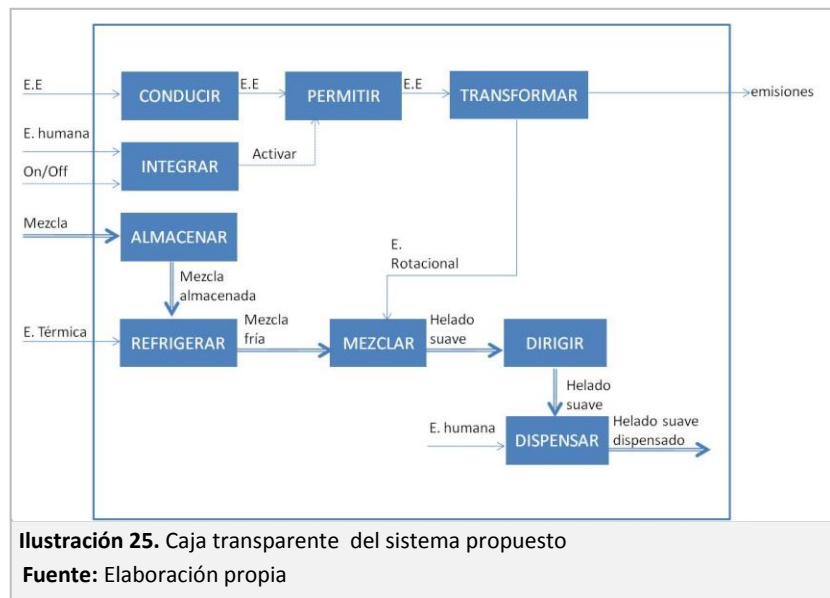 E.E
CONDUCIR
E.E
PERMITIR
E.E
TRANSFORMAR
emisiones
E. humana
On/Off
INTEGRAR
Activar
Mezcla
ALMACENAR
E.
Rotacional
Mezcla
almacenada
E. Térmica
REFRIGERAR
Mezcla
fría
MEZCLAR
Helado
suave
DIRIGIR
Helado
suave
E. humana
DISPENSAR
Helado suave
dispensado
Ilustración 25. Caja transparente del sistema propuesto
Fuente: Elaboración propia